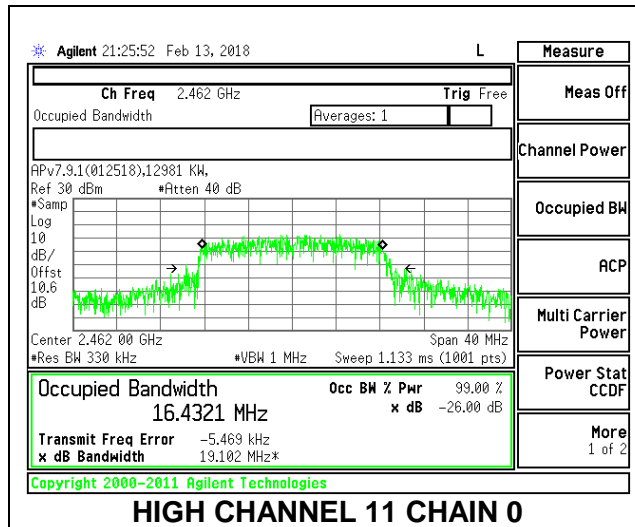 Agilent 21:25:52 Feb 13, 2018 L
Measure
Ch Freq 2.462 GHz Trig Free
Meas Off
Occupied Bandwidth Averages: 1
Channel Power
APv7.9.1(012518),12981 KW,
Ref 30 dBm #Atten 40 dB
#Samp
Log
10
dB/
Offst
10.6
dB
Occupied BW
ACP
Center 2.462 00 GHz Span 40 MHz
#Res BW 330 kHz #VBW 1 MHz Sweep 1.133 ms (1001 pts)
Multi Carrier
Power
Occupied Bandwidth Occ BW % Pwr 99.00 %
16.4321 MHz x dB -26.00 dB
Power Stat
CCDF
Transmit Freq Error -5.469 kHz
x dB Bandwidth 19.102 MHz*
More
1 of 2
Copyright 2000-2011 Agilent Technologies
HIGH CHANNEL 11 CHAIN 0